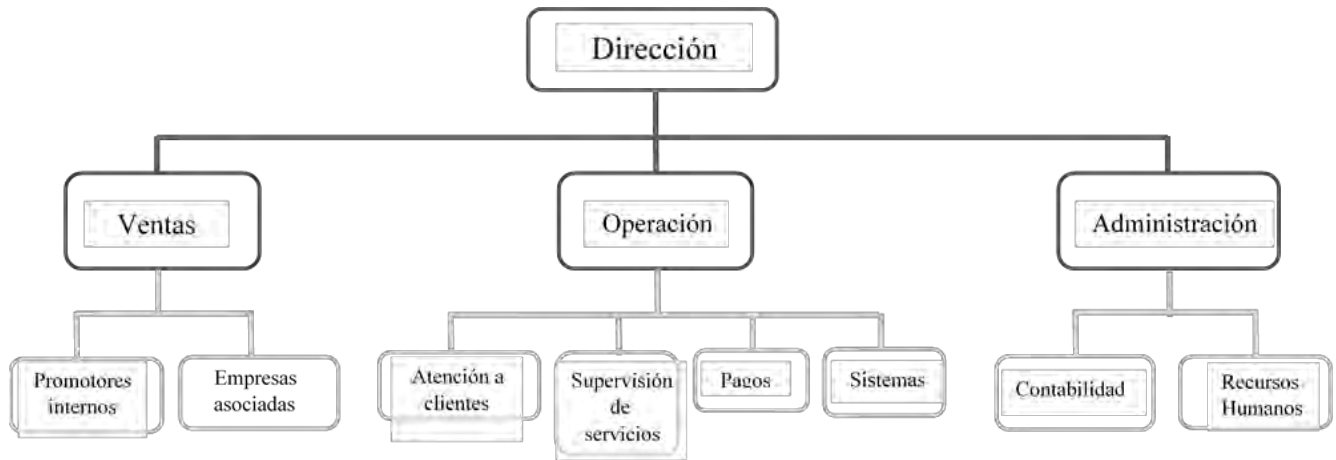 Dirección
Ventas
Operación
Administración
Promotores
internos
Empresas
asociadas
Atención a
clientes
Supervisión
de
servicios
Pagos
Sistemas
Contabilidad
Recursos
Humanos